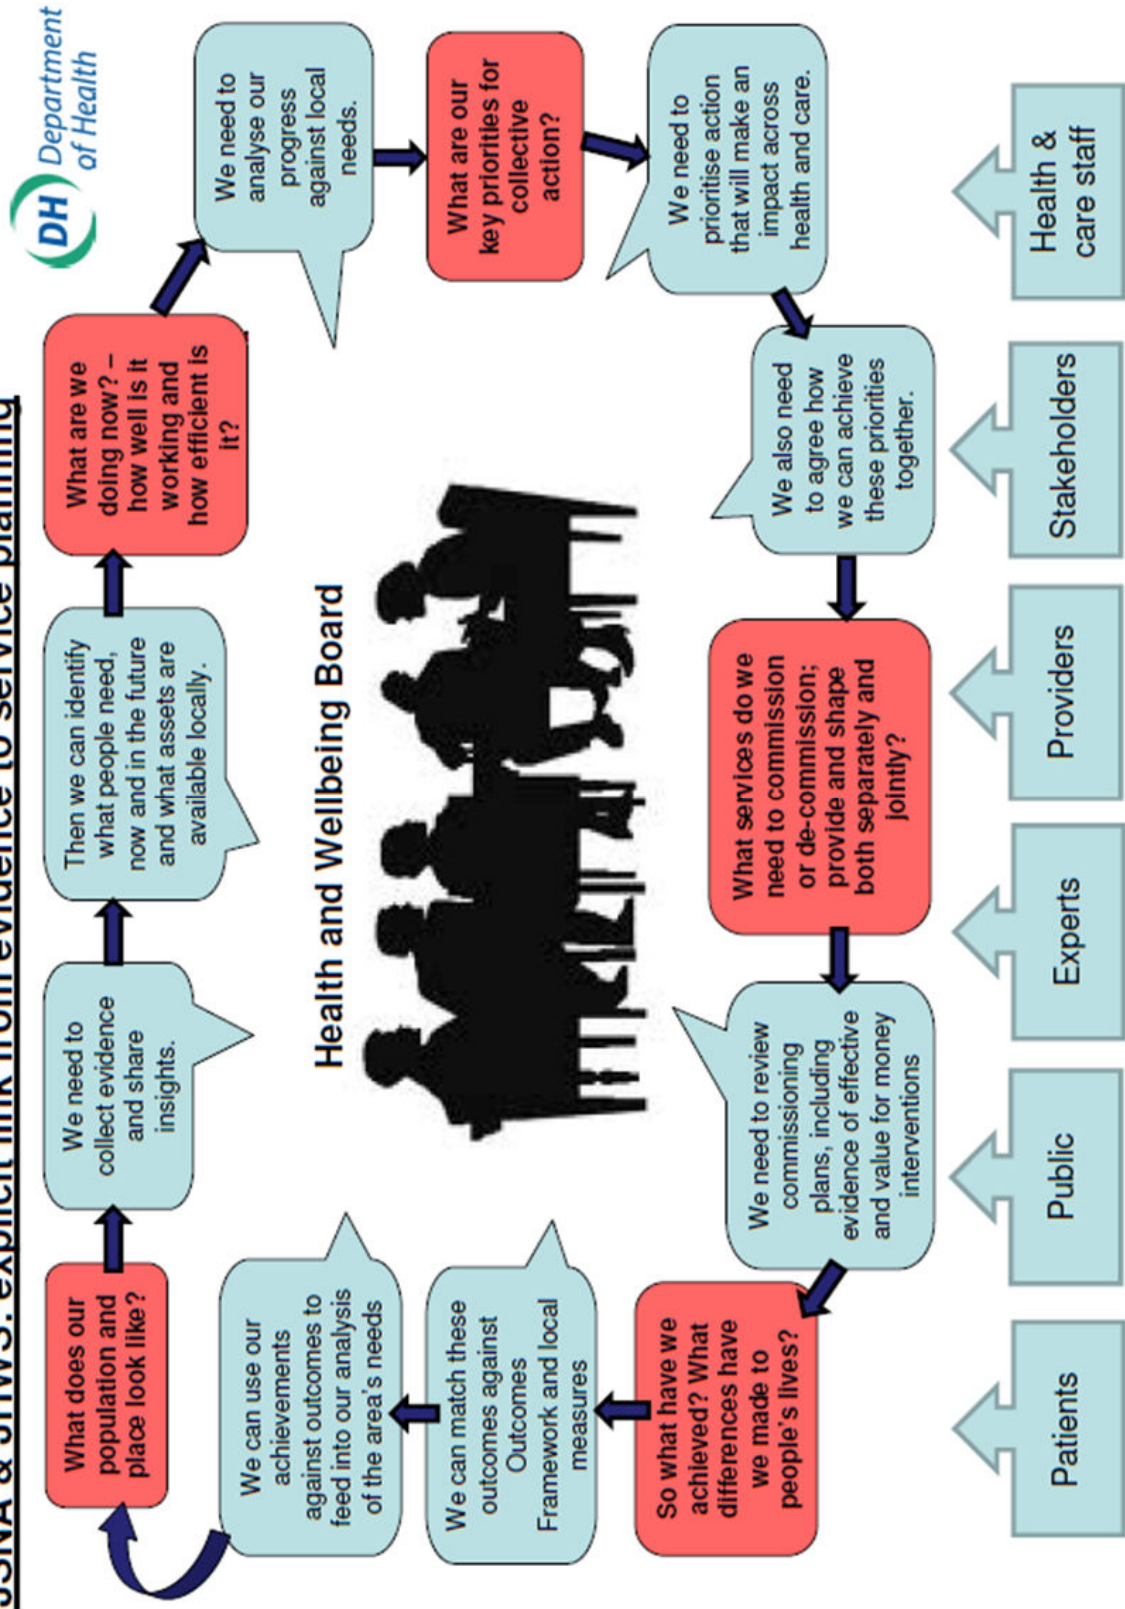 JSNA & JHWS: explicit link from evidence to service planning
DH Department
of Health
What does our
population and
place look like?
We need to
collect evidence
and share
insights.
Then we can identify
what people need,
now and in the future
and what assets are
available locally.
What are we
doing now? –
how well is it
working and
how efficient is
it?
We need to
analyse our
progress
against local
needs.
What are our
key priorities for
collective
action?
We need to
prioritise action
that will make an
impact across
health and care.
We also need
to agree how
we can achieve
these priorities
together.
What services do we
need to commission
or de-commission;
provide and shape
both separately and
jointly?
We need to review
commissioning
plans, including
evidence of effective
and value for money
interventions
So what have we
achieved? What
differences have
we made to
people's lives?
We can match these
outcomes against
Outcomes
Framework and local
measures
We can use our
achievements
against outcomes to
feed into our analysis
of the area's needs
Health and Wellbeing Board
Patients
Public
Experts
Providers
Stakeholders
Health &
care staff